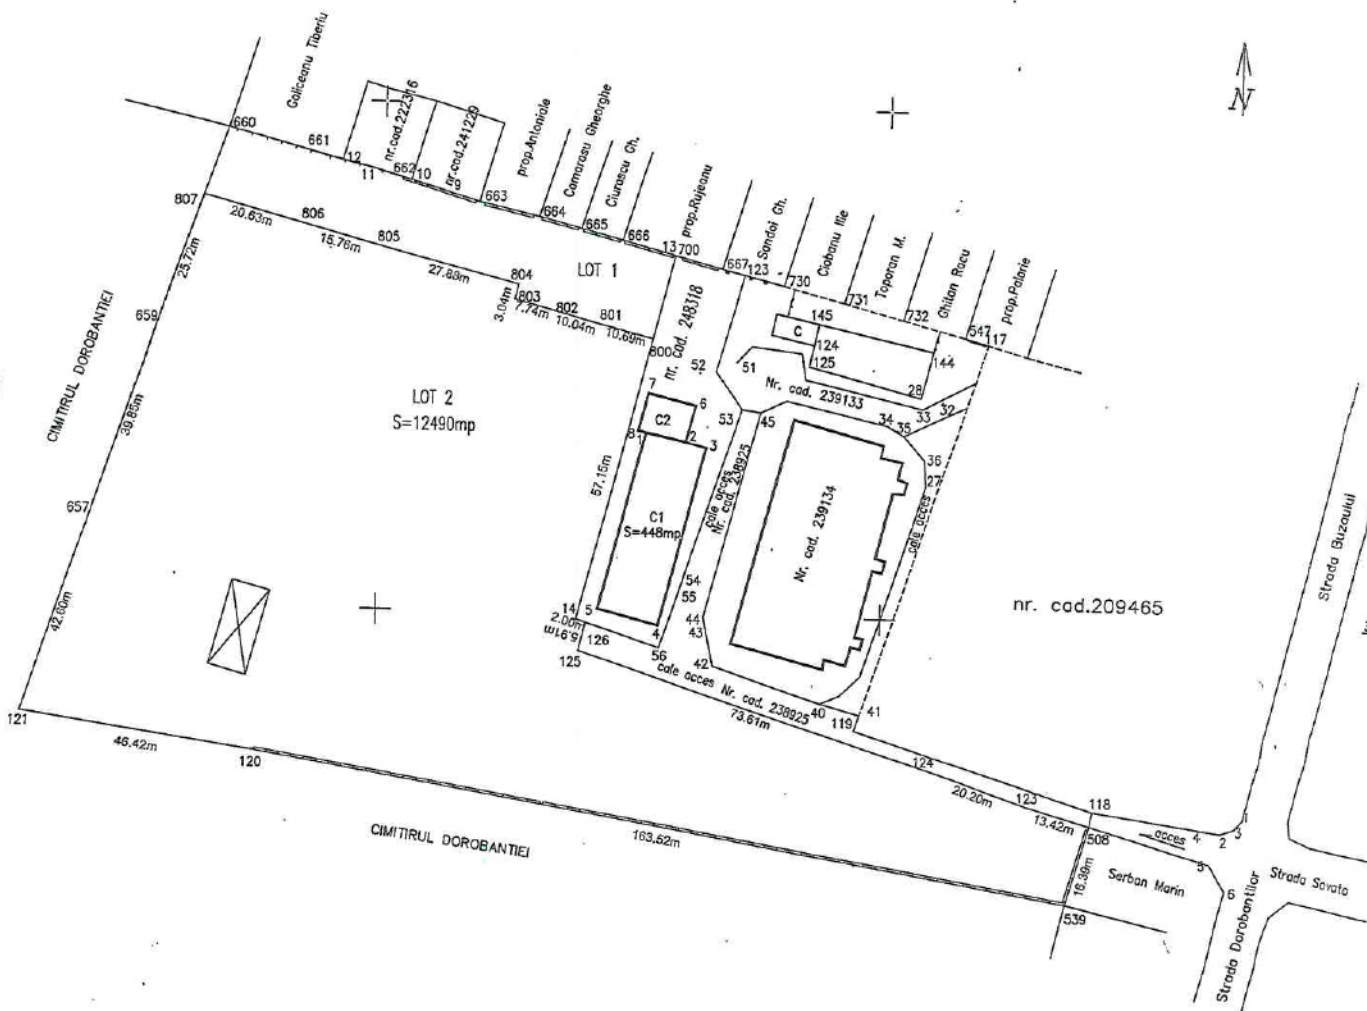 Goliceanu Tiberiu
nr.cad.222316
nr.cad.241229
prop.Antoniale
Camarasu Gheorghe
Ciurascu Gh.
prop.Rujeanu
Sandoi Gh.
Ciobanu Ilie
Toporan M.
Ghitan Racu
prop.Palarie
N
660
661
12
11
662
10
9
663
664
665
666
13
700
667
123
730
731
732
547
117
807
20.63m
806
15.76m
805
27.88m
804
3.04m
803
7.74m
802
10.04m
801
10.69m
800
LOT 1
nr. cad. 248318
25.72m
659
CIMITIRUL DOROBANTIEI
39.85m
657
42.60m
LOT 2
S=12490mp
57.15m
7
6
C2
8
1
2
3
C1
S=448mp
14
5
4
2.00m
5.91m
126
125
56
52
51
53
45
C
145
124
125
144
28
Nr. cad. 239133
33
32
34
35
36
27
cale acces
Nr. cad. 238925
Nr. cad. 239134
cale acces
54
55
44
43
42
cale acces Nr. cad. 238925
40
41
119
73.61m
124
20.20m
123
13.42m
118
508
nr. cad.209465
Strada Buzaului
acces
4
2
3
1
5
6
Serban Marin
16.39m
539
Strada Savata
Strada Dorobantilor
121
46.42m
120
CIMITIRUL DOROBANTIEI
163.52m